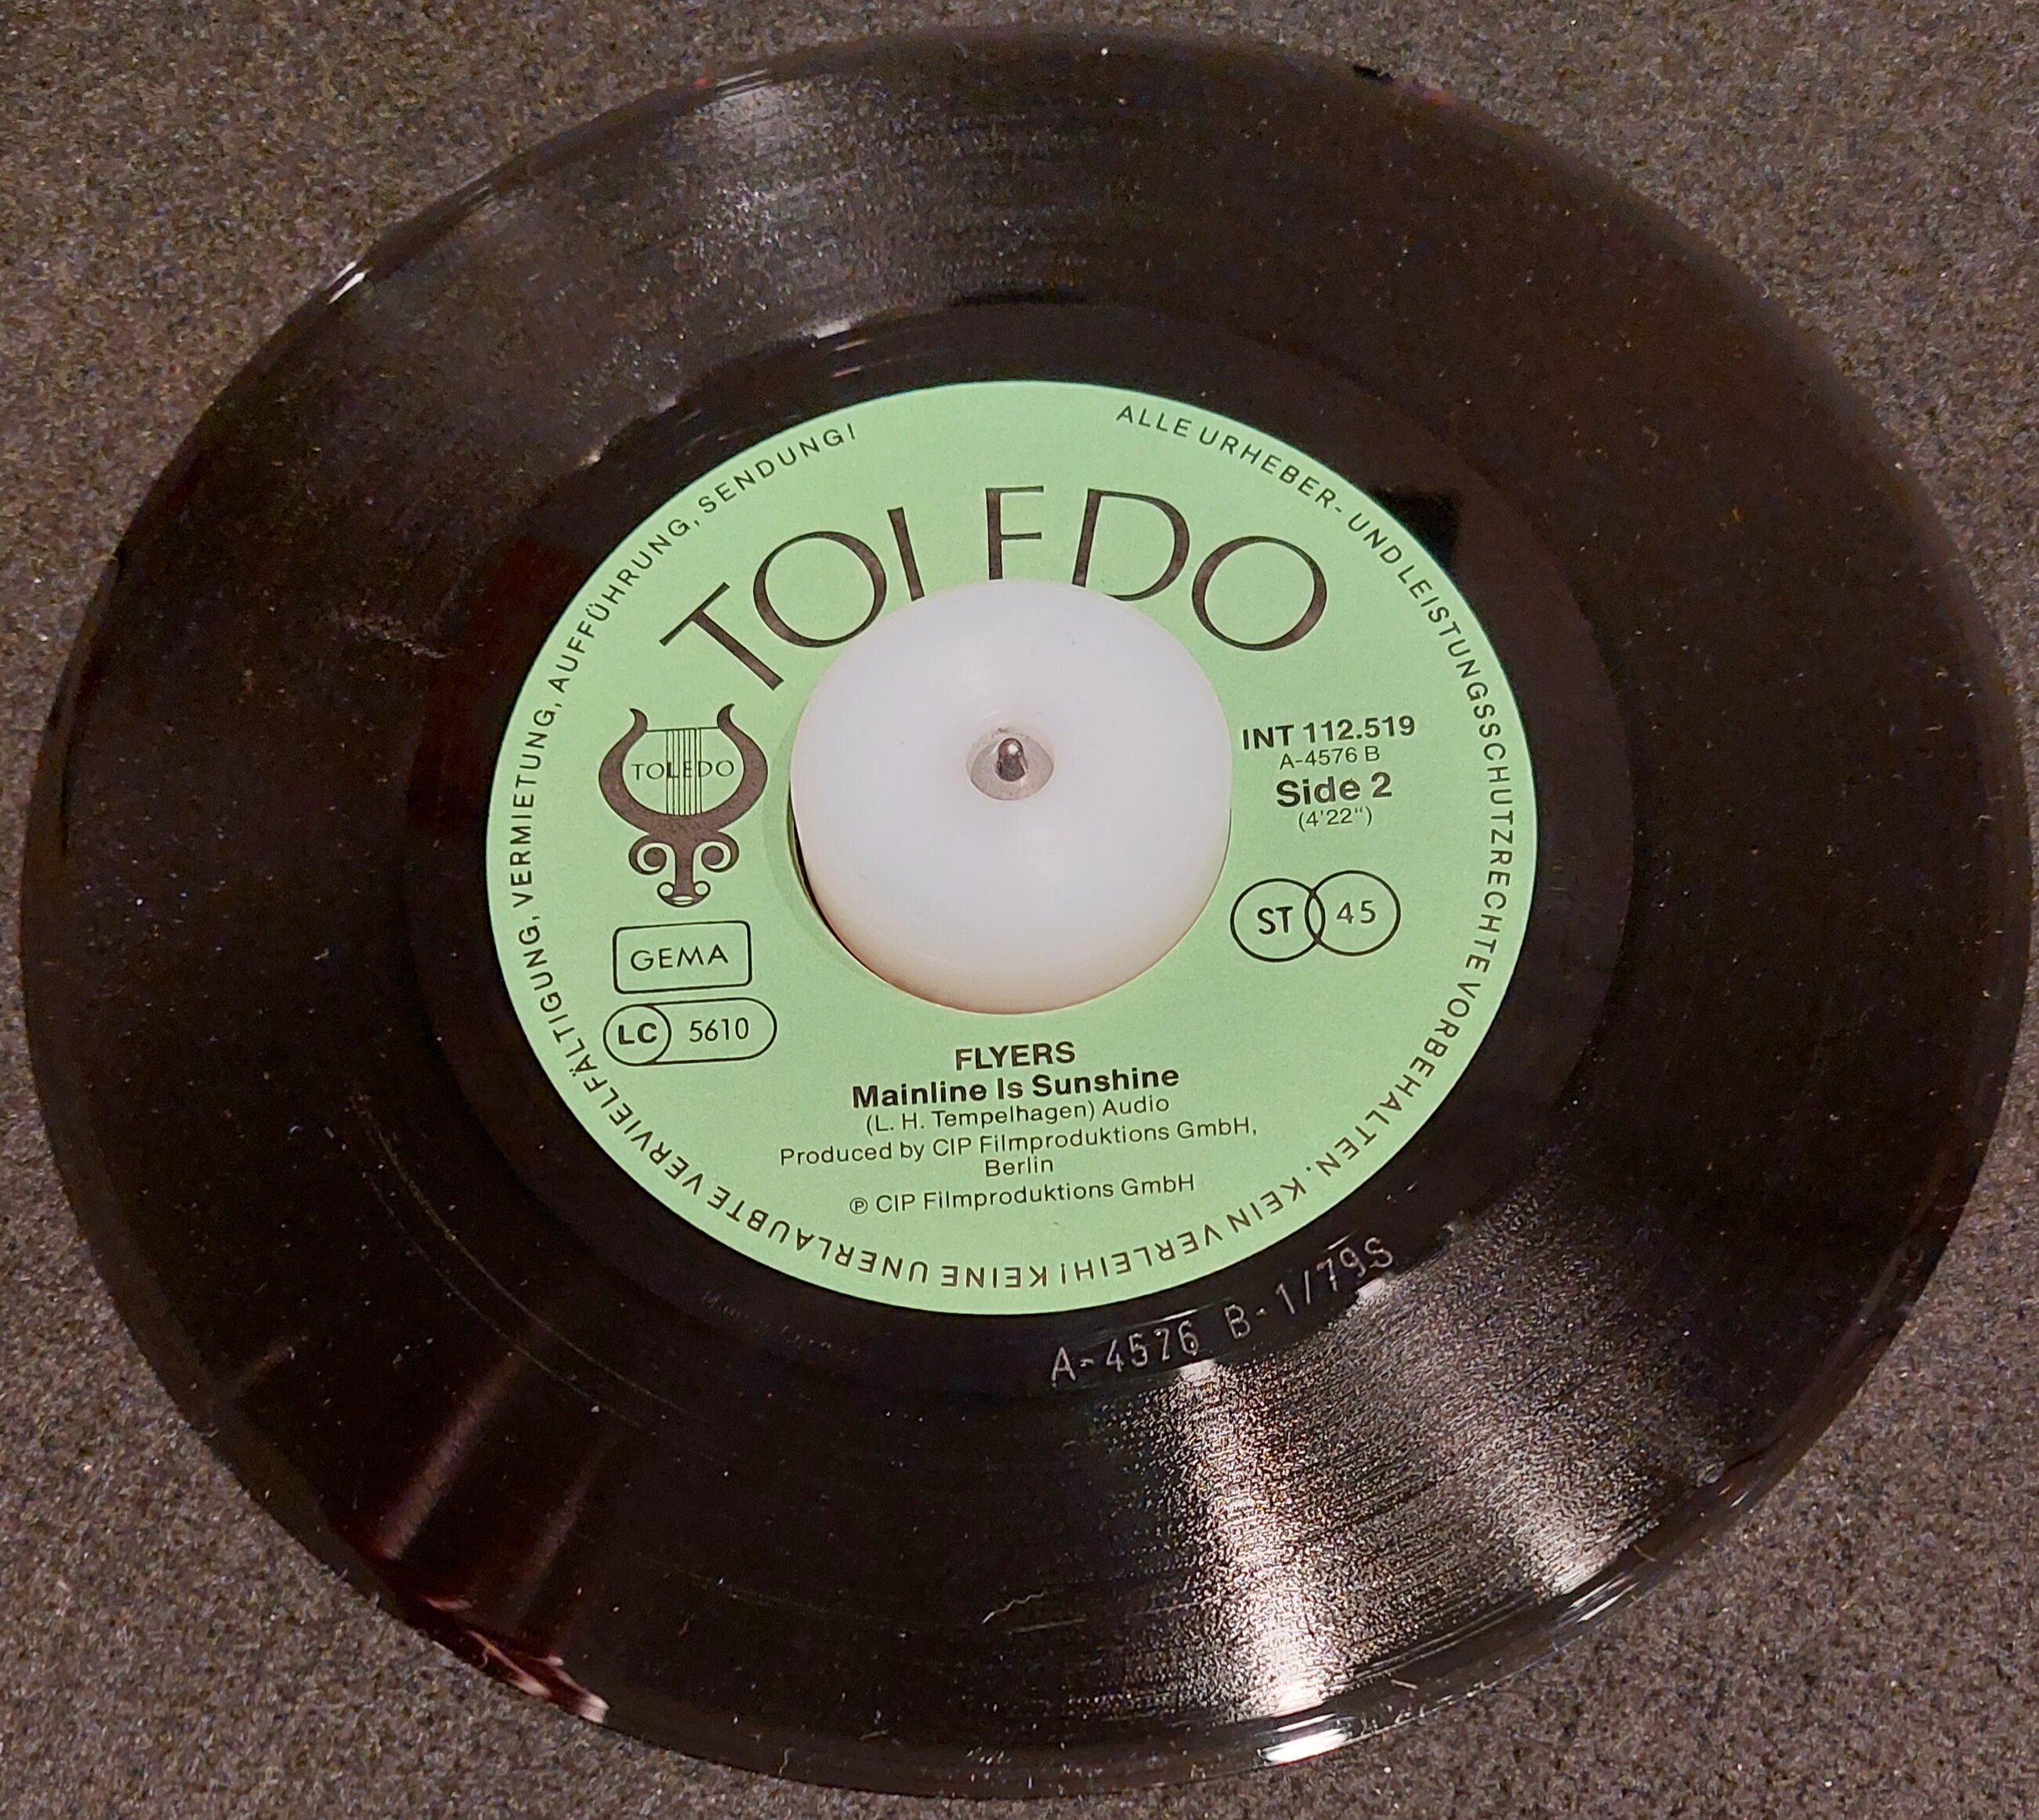 TOLEDO
TOLEDO
INT 112.519
A-4576 B
Side 2
(4'22")
ST 45
GEMA
LC 5610
FLYERS
Mainline Is Sunshine
(L. H. Tempelhagen) Audio
Produced by CIP Filmproduktions GmbH,
Berlin
℗ CIP Filmproduktions GmbH
ALLE URHEBER- UND LEISTUNGSSCHUTZRECHTE VORBEHALTEN. KEIN VERLEIH! KEINE UNERLAUBTE VERVIELFÄLTIGUNG, VERMIETUNG, AUFFÜHRUNG, SENDUNG!
A-4576 B-1/79S